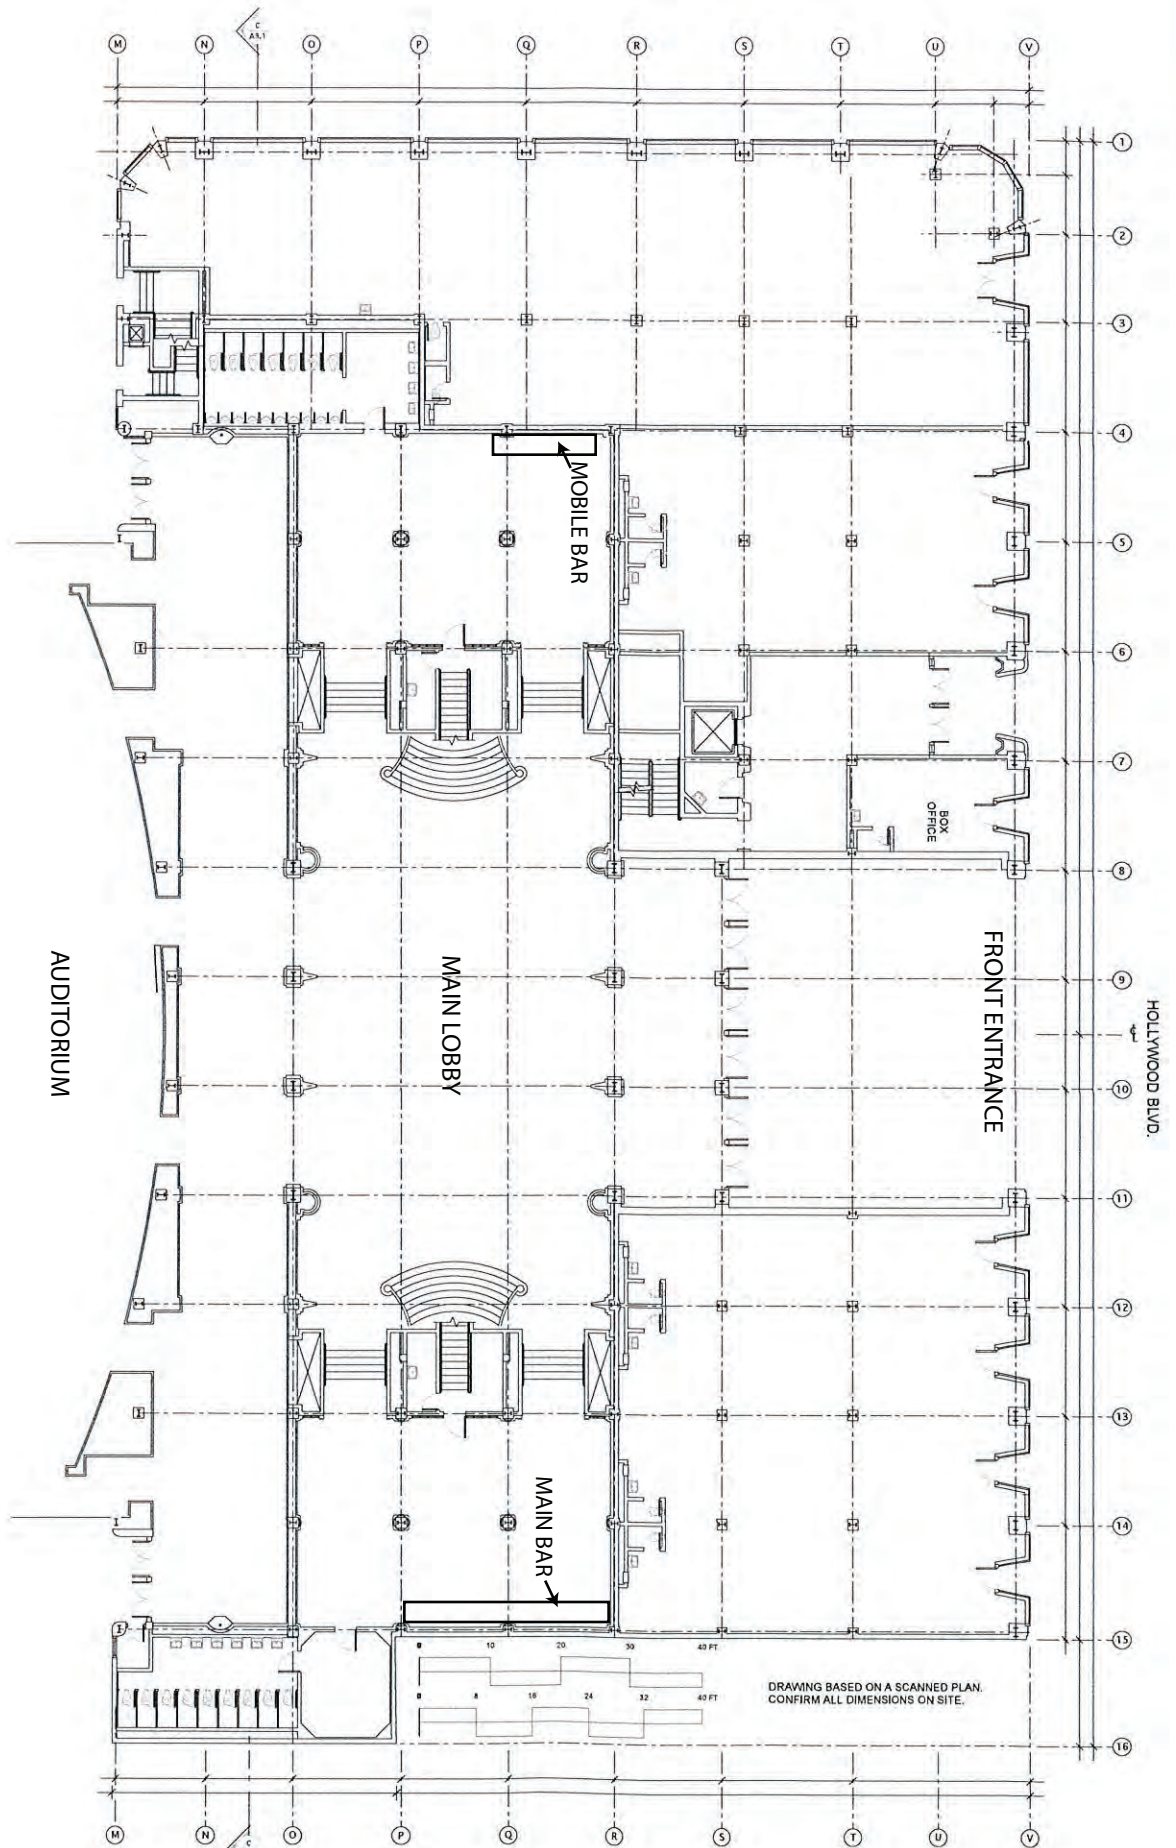 M N O P Q R S T U V
C
A3.1
1
2
3
4
MOBILE BAR
5
6
7
BOX
OFFICE
8
AUDITORIUM
MAIN LOBBY
FRONT ENTRANCE
HOLLYWOOD BLVD.
9
10
11
12
13
MAIN BAR
14
15
0 10 20 30 40 FT
0 8 16 24 32 40 FT
DRAWING BASED ON A SCANNED PLAN.
CONFIRM ALL DIMENSIONS ON SITE.
16
C
M N O P Q R S T U V